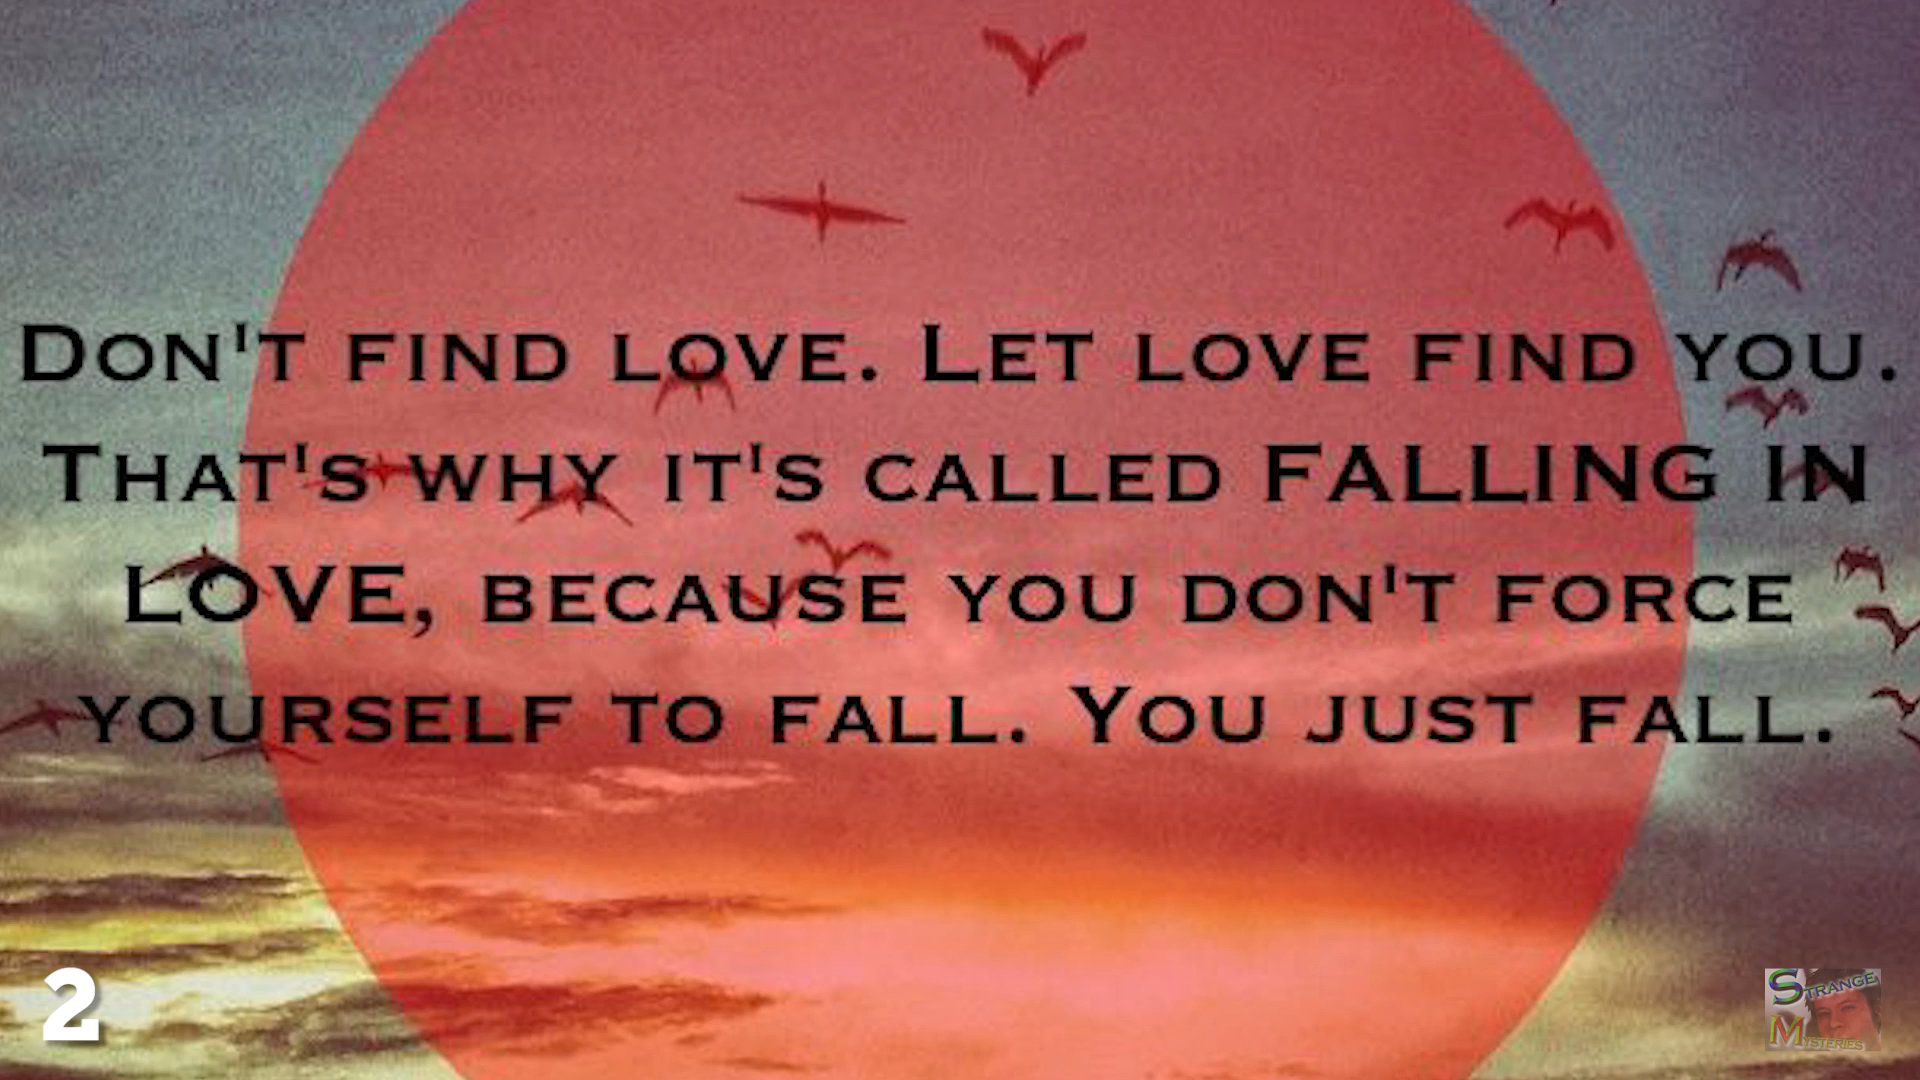 Don't find love. Let love find you.
That's why it's called FALLING IN
LOVE, because you don't force
yourself to fall. You just fall.
2
STRANGE
MYSTERIES